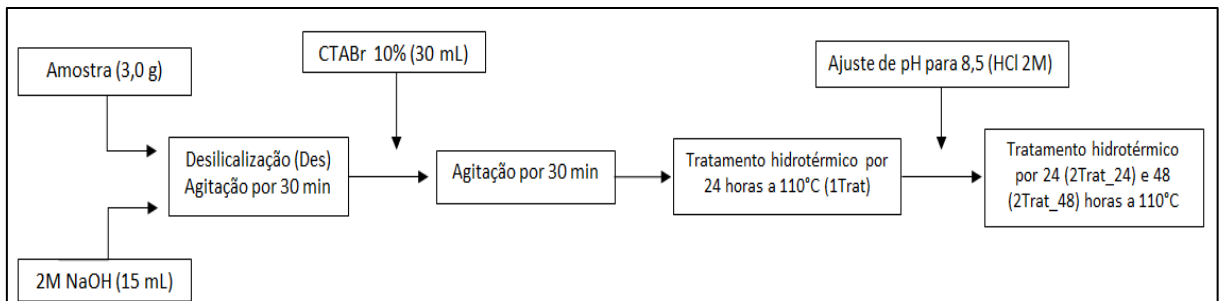 Amostra (3,0 g)
2M NaOH (15 mL)
Desilicalização (Des)
Agitação por 30 min
CTABr 10% (30 mL)
Agitação por 30 min
Tratamento hidrotérmico por
24 horas a 110°C (1Trat)
Ajuste de pH para 8,5 (HCl 2M)
Tratamento hidrotérmico
por 24 (2Trat_24) e 48
(2Trat_48) horas a 110°C